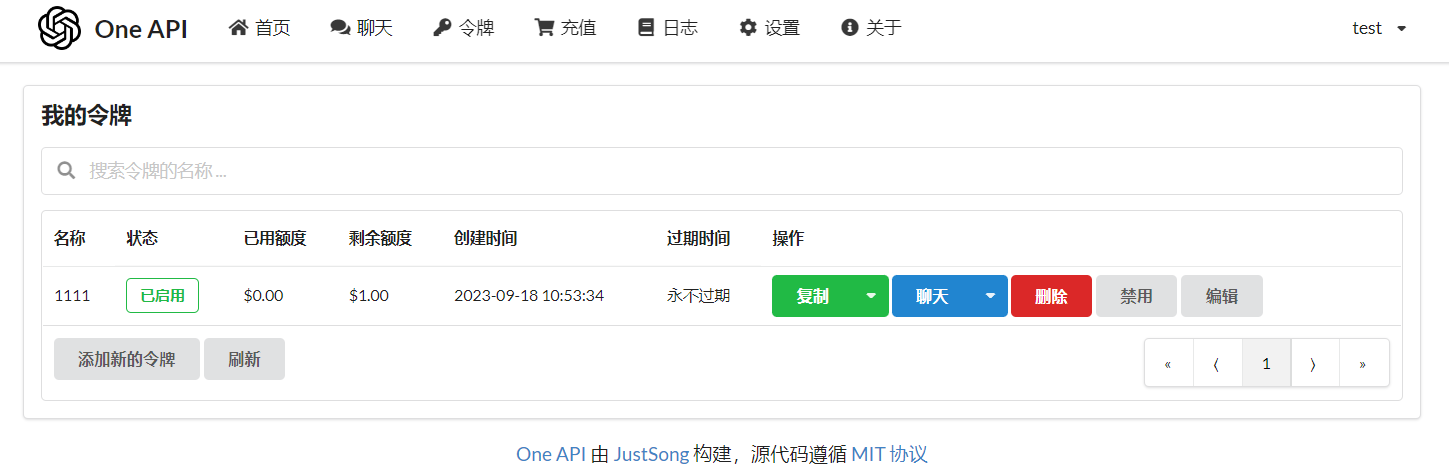 One API 首页 聊天 令牌 充值 日志 设置 关于 test
我的令牌
搜索令牌的名称 ...
名称 状态 已用额度 剩余额度 创建时间 过期时间 操作
1111 已启用 $0.00 $1.00 2023-09-18 10:53:34 永不过期 复制 聊天 删除 禁用 编辑
添加新的令牌 刷新 « ⟨ 1 ⟩ »
One API 由 JustSong 构建，源代码遵循 MIT 协议